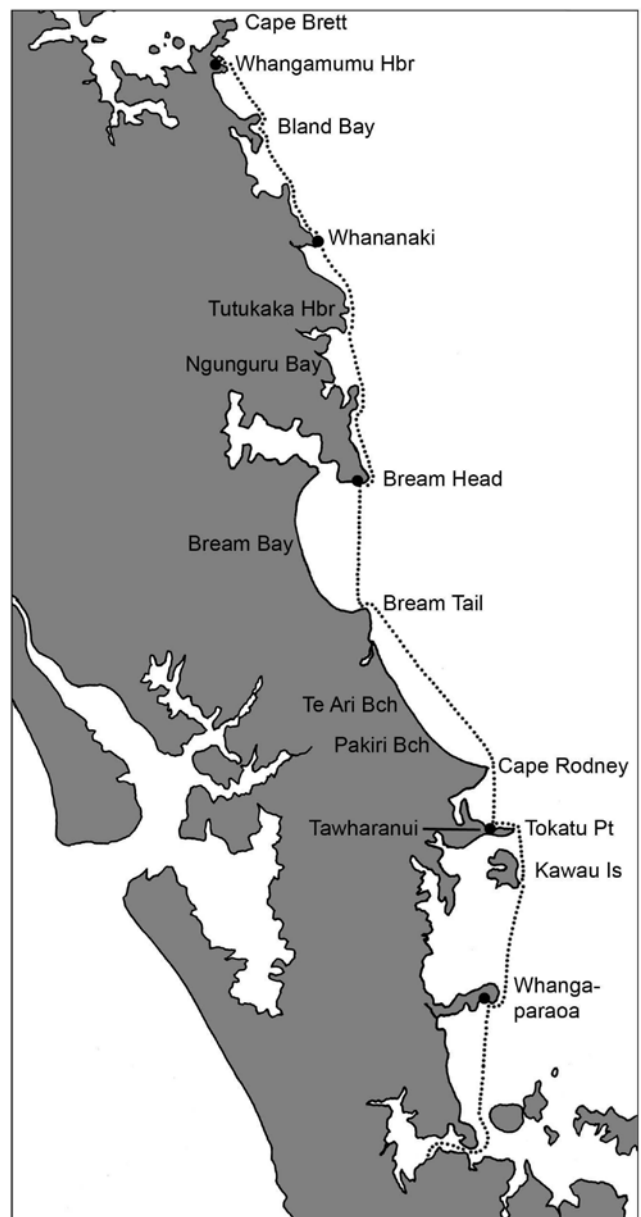 Cape Brett
Whangamumu Hbr
Bland Bay
Whananaki
Tutukaka Hbr
Ngunguru Bay
Bream Head
Bream Bay
Bream Tail
Te Ari Bch
Pakiri Bch
Cape Rodney
Tawharanui
Tokatu Pt
Kawau Is
Whanga-
paraoa